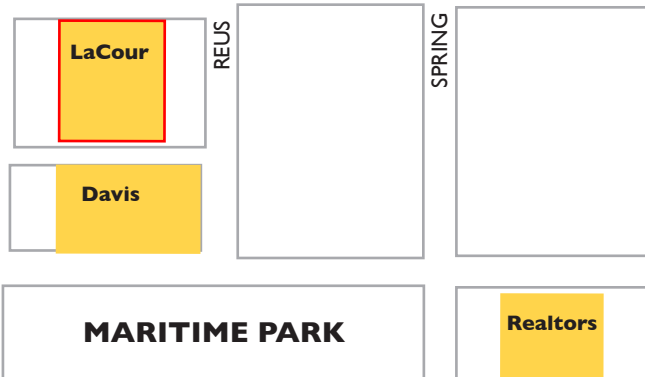 LaCour
REUS
SPRING
Davis
MARITIME PARK
Realtors